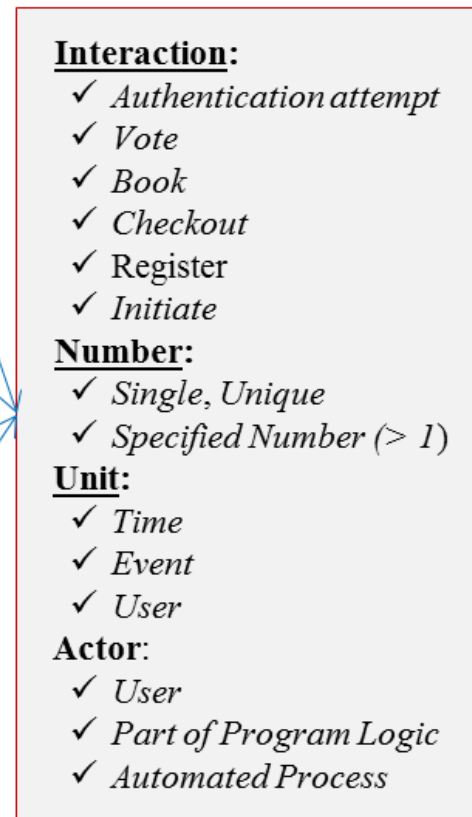 Interaction:
✓ Authentication attempt
✓ Vote
✓ Book
✓ Checkout
✓ Register
✓ Initiate
Number:
✓ Single, Unique
✓ Specified Number (> 1)
Unit:
✓ Time
✓ Event
✓ User
Actor:
✓ User
✓ Part of Program Logic
✓ Automated Process